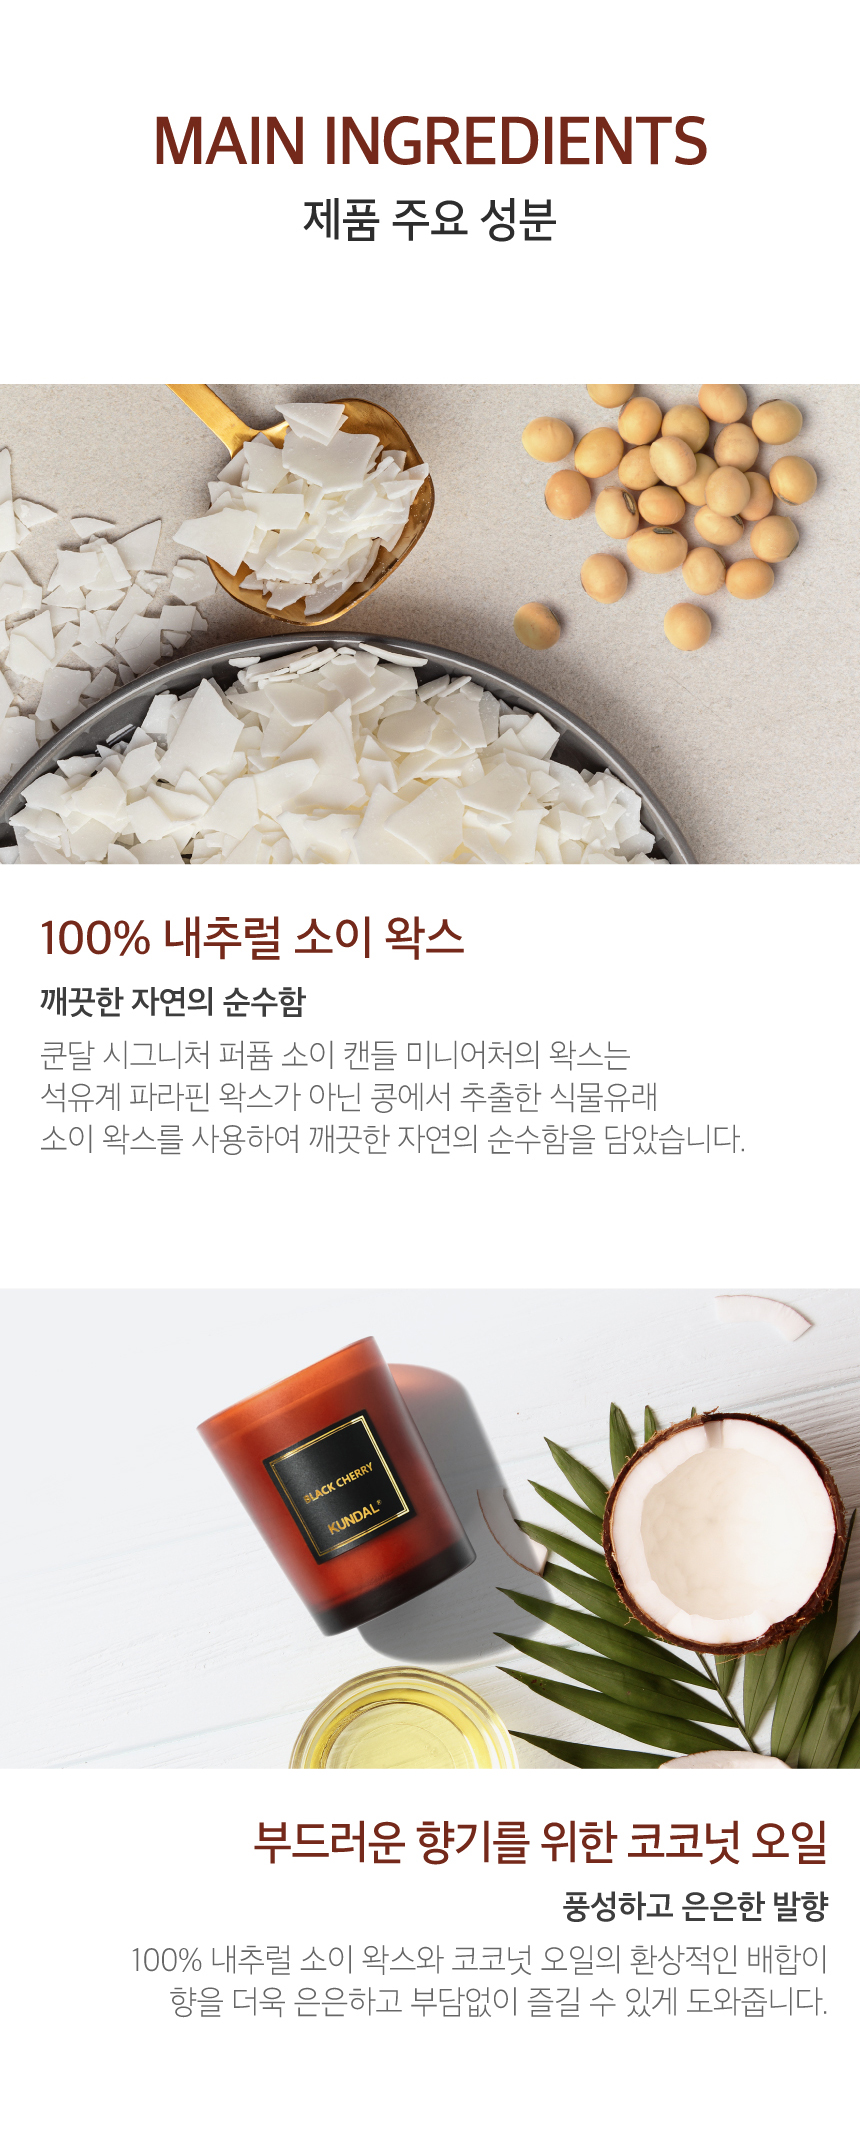 MAIN INGREDIENTS
제품 주요 성분
100% 내추럴 소이 왁스
깨끗한 자연의 순수함
쿤달 시그니처 퍼퓸 소이 캔들 미니어처의 왁스는
석유계 파라핀 왁스가 아닌 콩에서 추출한 식물유래
소이 왁스를 사용하여 깨끗한 자연의 순수함을 담았습니다.
BLACK CHERRY
KUNDAL®
부드러운 향기를 위한 코코넛 오일
풍성하고 은은한 발향
100% 내추럴 소이 왁스와 코코넛 오일의 환상적인 배합이
향을 더욱 은은하고 부담없이 즐길 수 있게 도와줍니다.